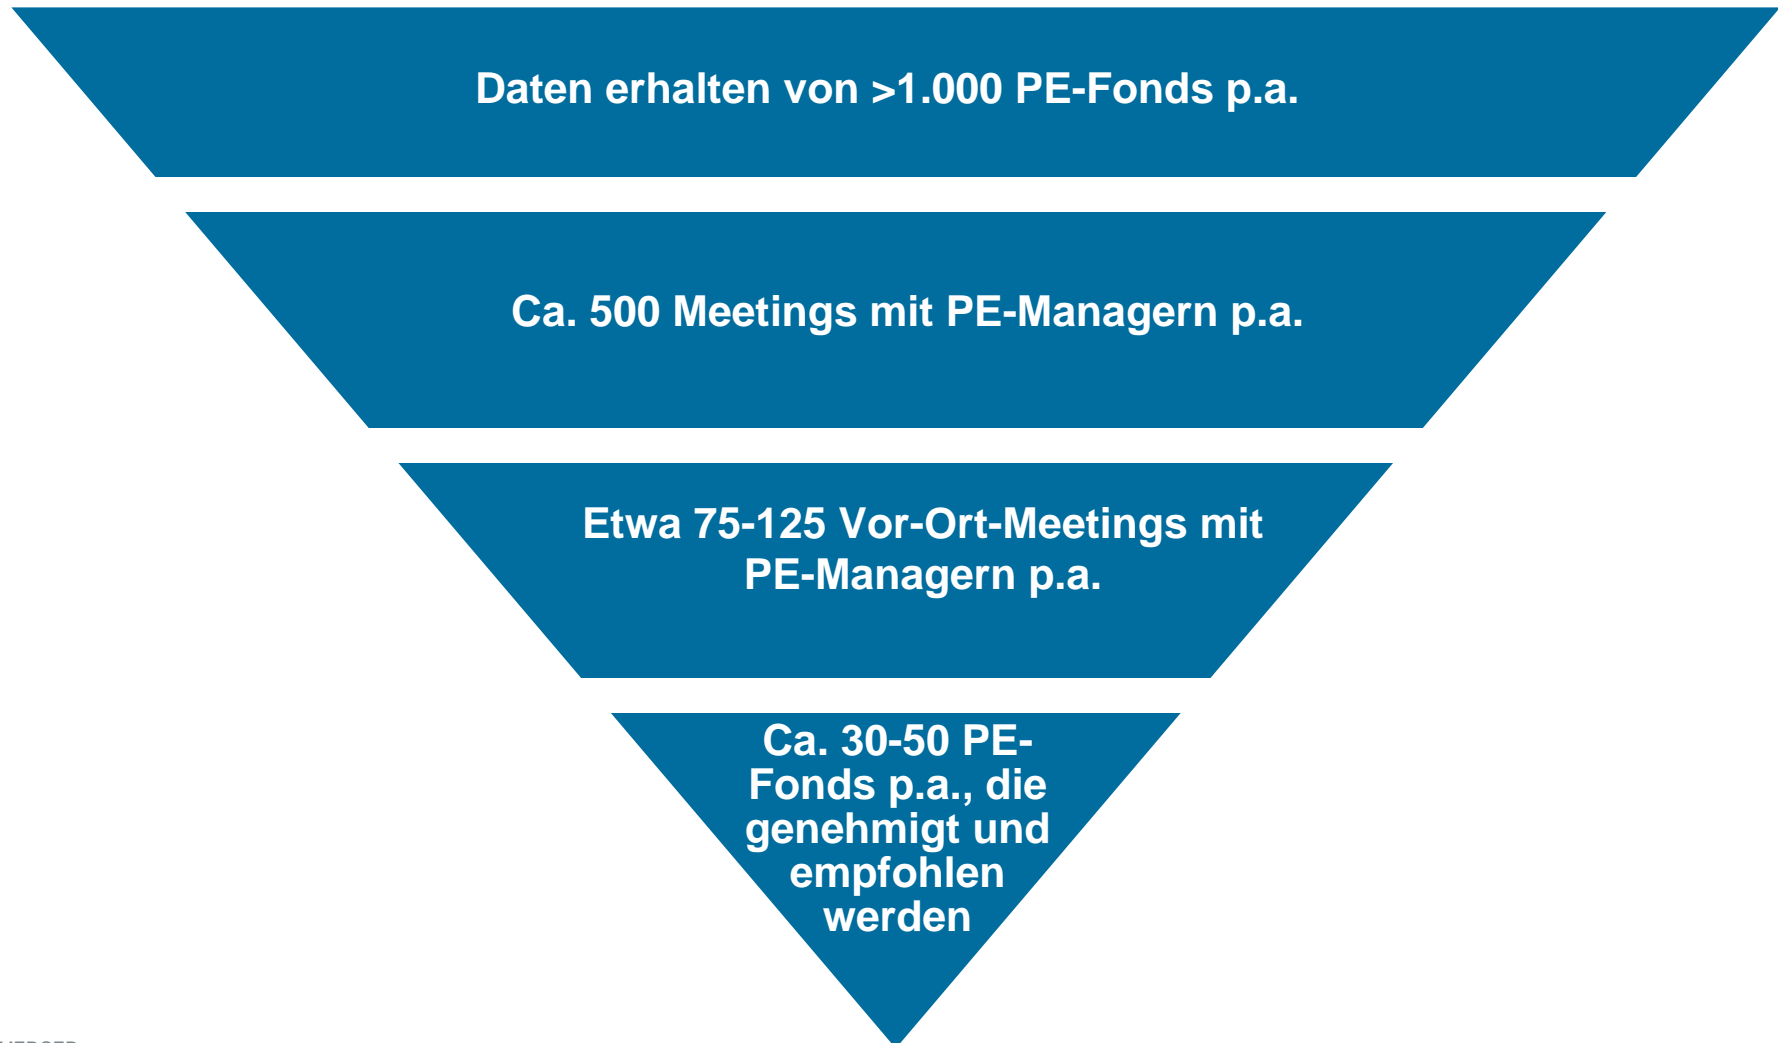 Daten erhalten von >1.000 PE-Fonds p.a.
Ca. 500 Meetings mit PE-Managern p.a.
Etwa 75-125 Vor-Ort-Meetings mit
PE-Managern p.a.
Ca. 30-50 PE-
Fonds p.a., die
genehmigt und
empfohlen
werden